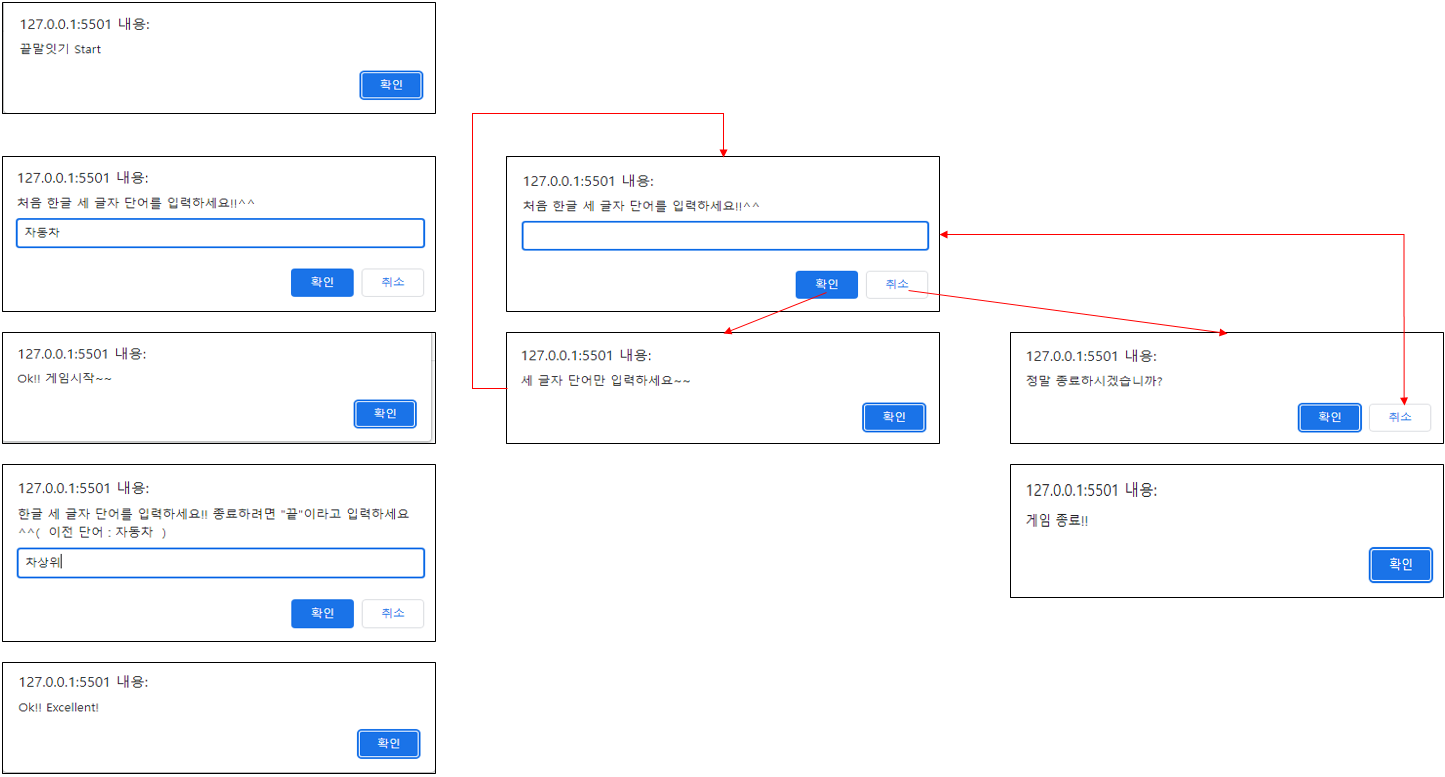 127.0.0.1:5501 내용:
끝말잇기 Start
확인
127.0.0.1:5501 내용:
처음 한글 세 글자 단어를 입력하세요!!^^
자동차
확인
취소
127.0.0.1:5501 내용:
Ok!! 게임시작~~
확인
127.0.0.1:5501 내용:
한글 세 글자 단어를 입력하세요!! 종료하려면 "끝"이라고 입력하세요
^^( 이전 단어 : 자동차 )
차상위
확인
취소
127.0.0.1:5501 내용:
Ok!! Excellent!
확인
127.0.0.1:5501 내용:
처음 한글 세 글자 단어를 입력하세요!!^^
확인
취소
127.0.0.1:5501 내용:
세 글자 단어만 입력하세요~~
확인
127.0.0.1:5501 내용:
정말 종료하시겠습니까?
확인
취소
127.0.0.1:5501 내용:
게임 종료!!
확인